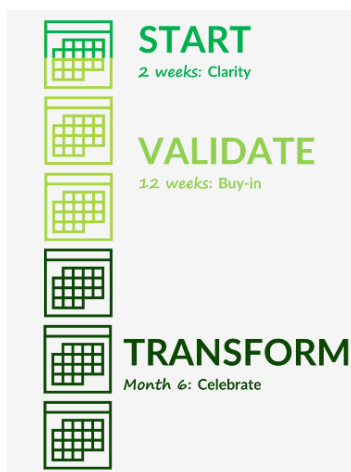 START
2 weeks: Clarity
VALIDATE
12 weeks: Buy-in
TRANSFORM
Month 6: Celebrate